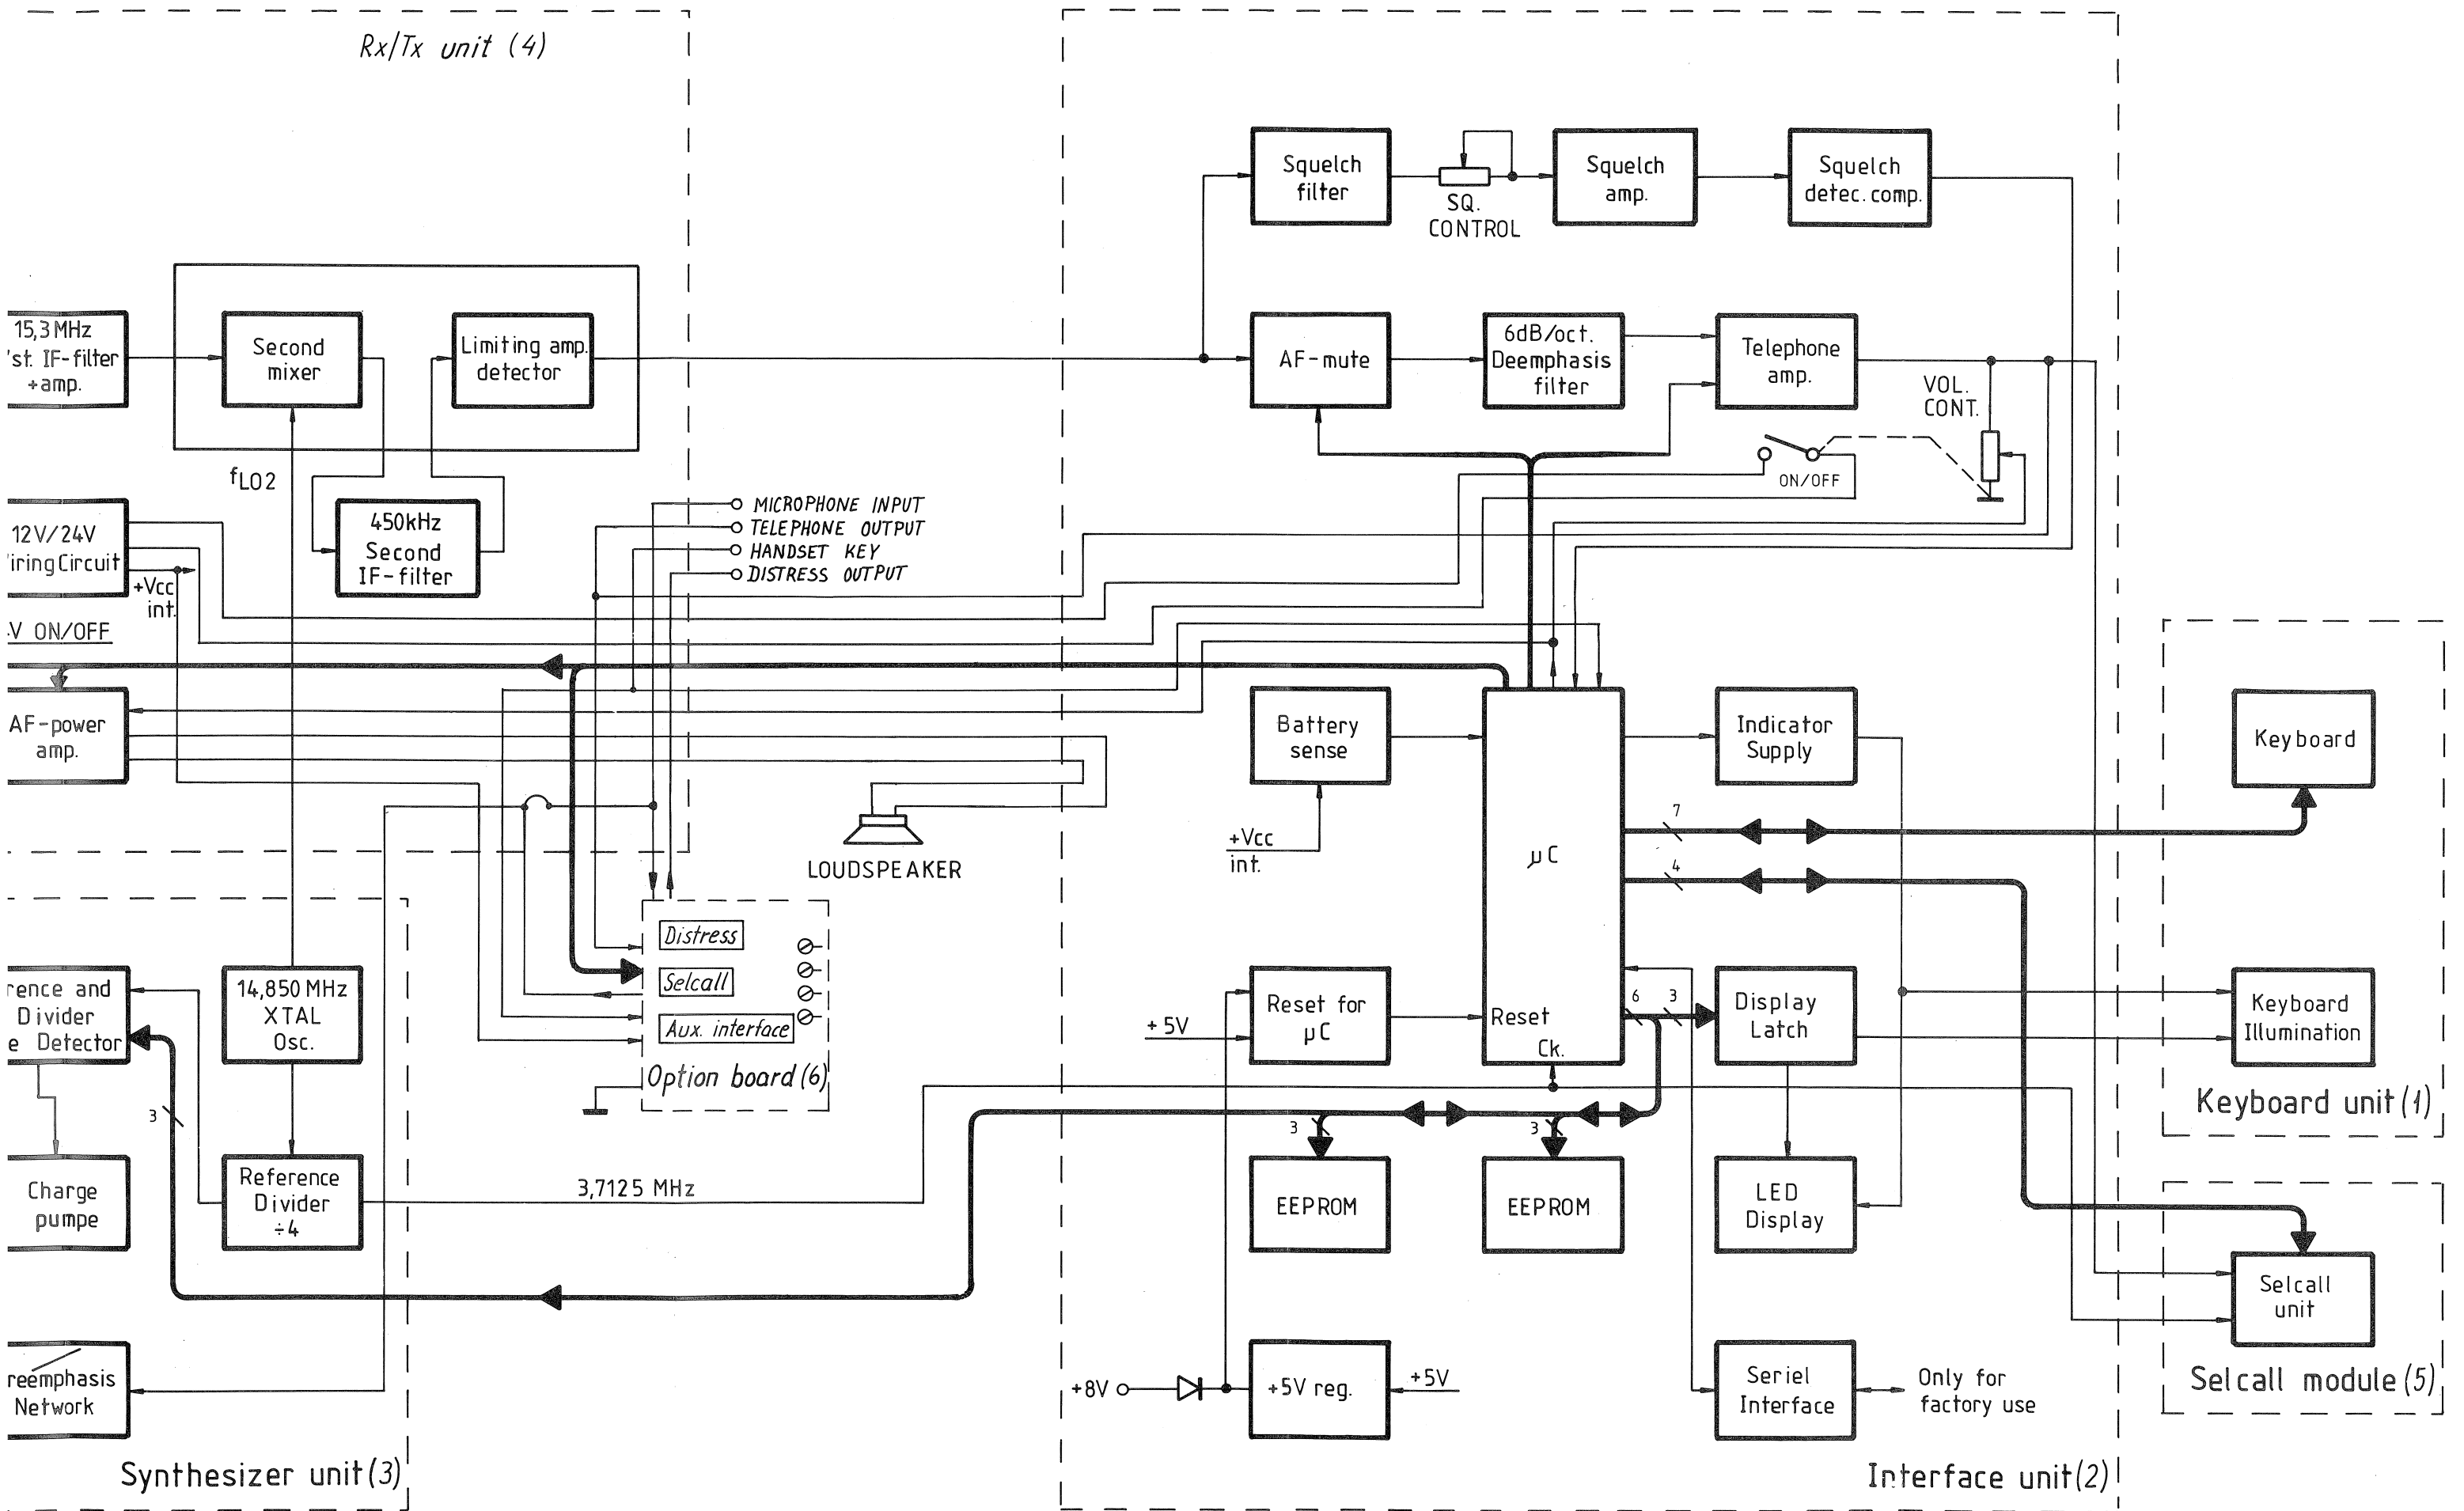 Rx/Tx unit (4)
Squelch
filter
SQ.
CONTROL
Squelch
amp.
Squelch
detec. comp.
15,3 MHz
'st. IF-filter
+amp.
Second
mixer
Limiting amp.
detector
AF-mute
6dB/oct.
Deemphasis
filter
Telephone
amp.
VOL.
CONT.
ON/OFF
fLO2
12V/24V
iring Circuit
+Vcc
int.
450kHz
Second
IF-filter
MICROPHONE INPUT
TELEPHONE OUTPUT
HANDSET KEY
DISTRESS OUTPUT
V ON/OFF
AF-power
amp.
LOUDSPEAKER
Battery
sense
+Vcc
int.
µC
Reset
Ck.
Indicator
Supply
7
4
Keyboard
Distress
Selcall
Aux. interface
Option board (6)
rence and
Divider
e Detector
14,850 MHz
XTAL
Osc.
+5V
Reset for
µC
6
3
Display
Latch
Keyboard
Illumination
Keyboard unit (1)
3
3
3
Charge
pumpe
Reference
Divider
÷4
3,7125 MHz
EEPROM
EEPROM
LED
Display
Selcall
unit
Selcall module (5)
reemphasis
Network
+8V
+5V reg.
+5V
Seriel
Interface
Only for
factory use
Synthesizer unit (3)
Interface unit (2)